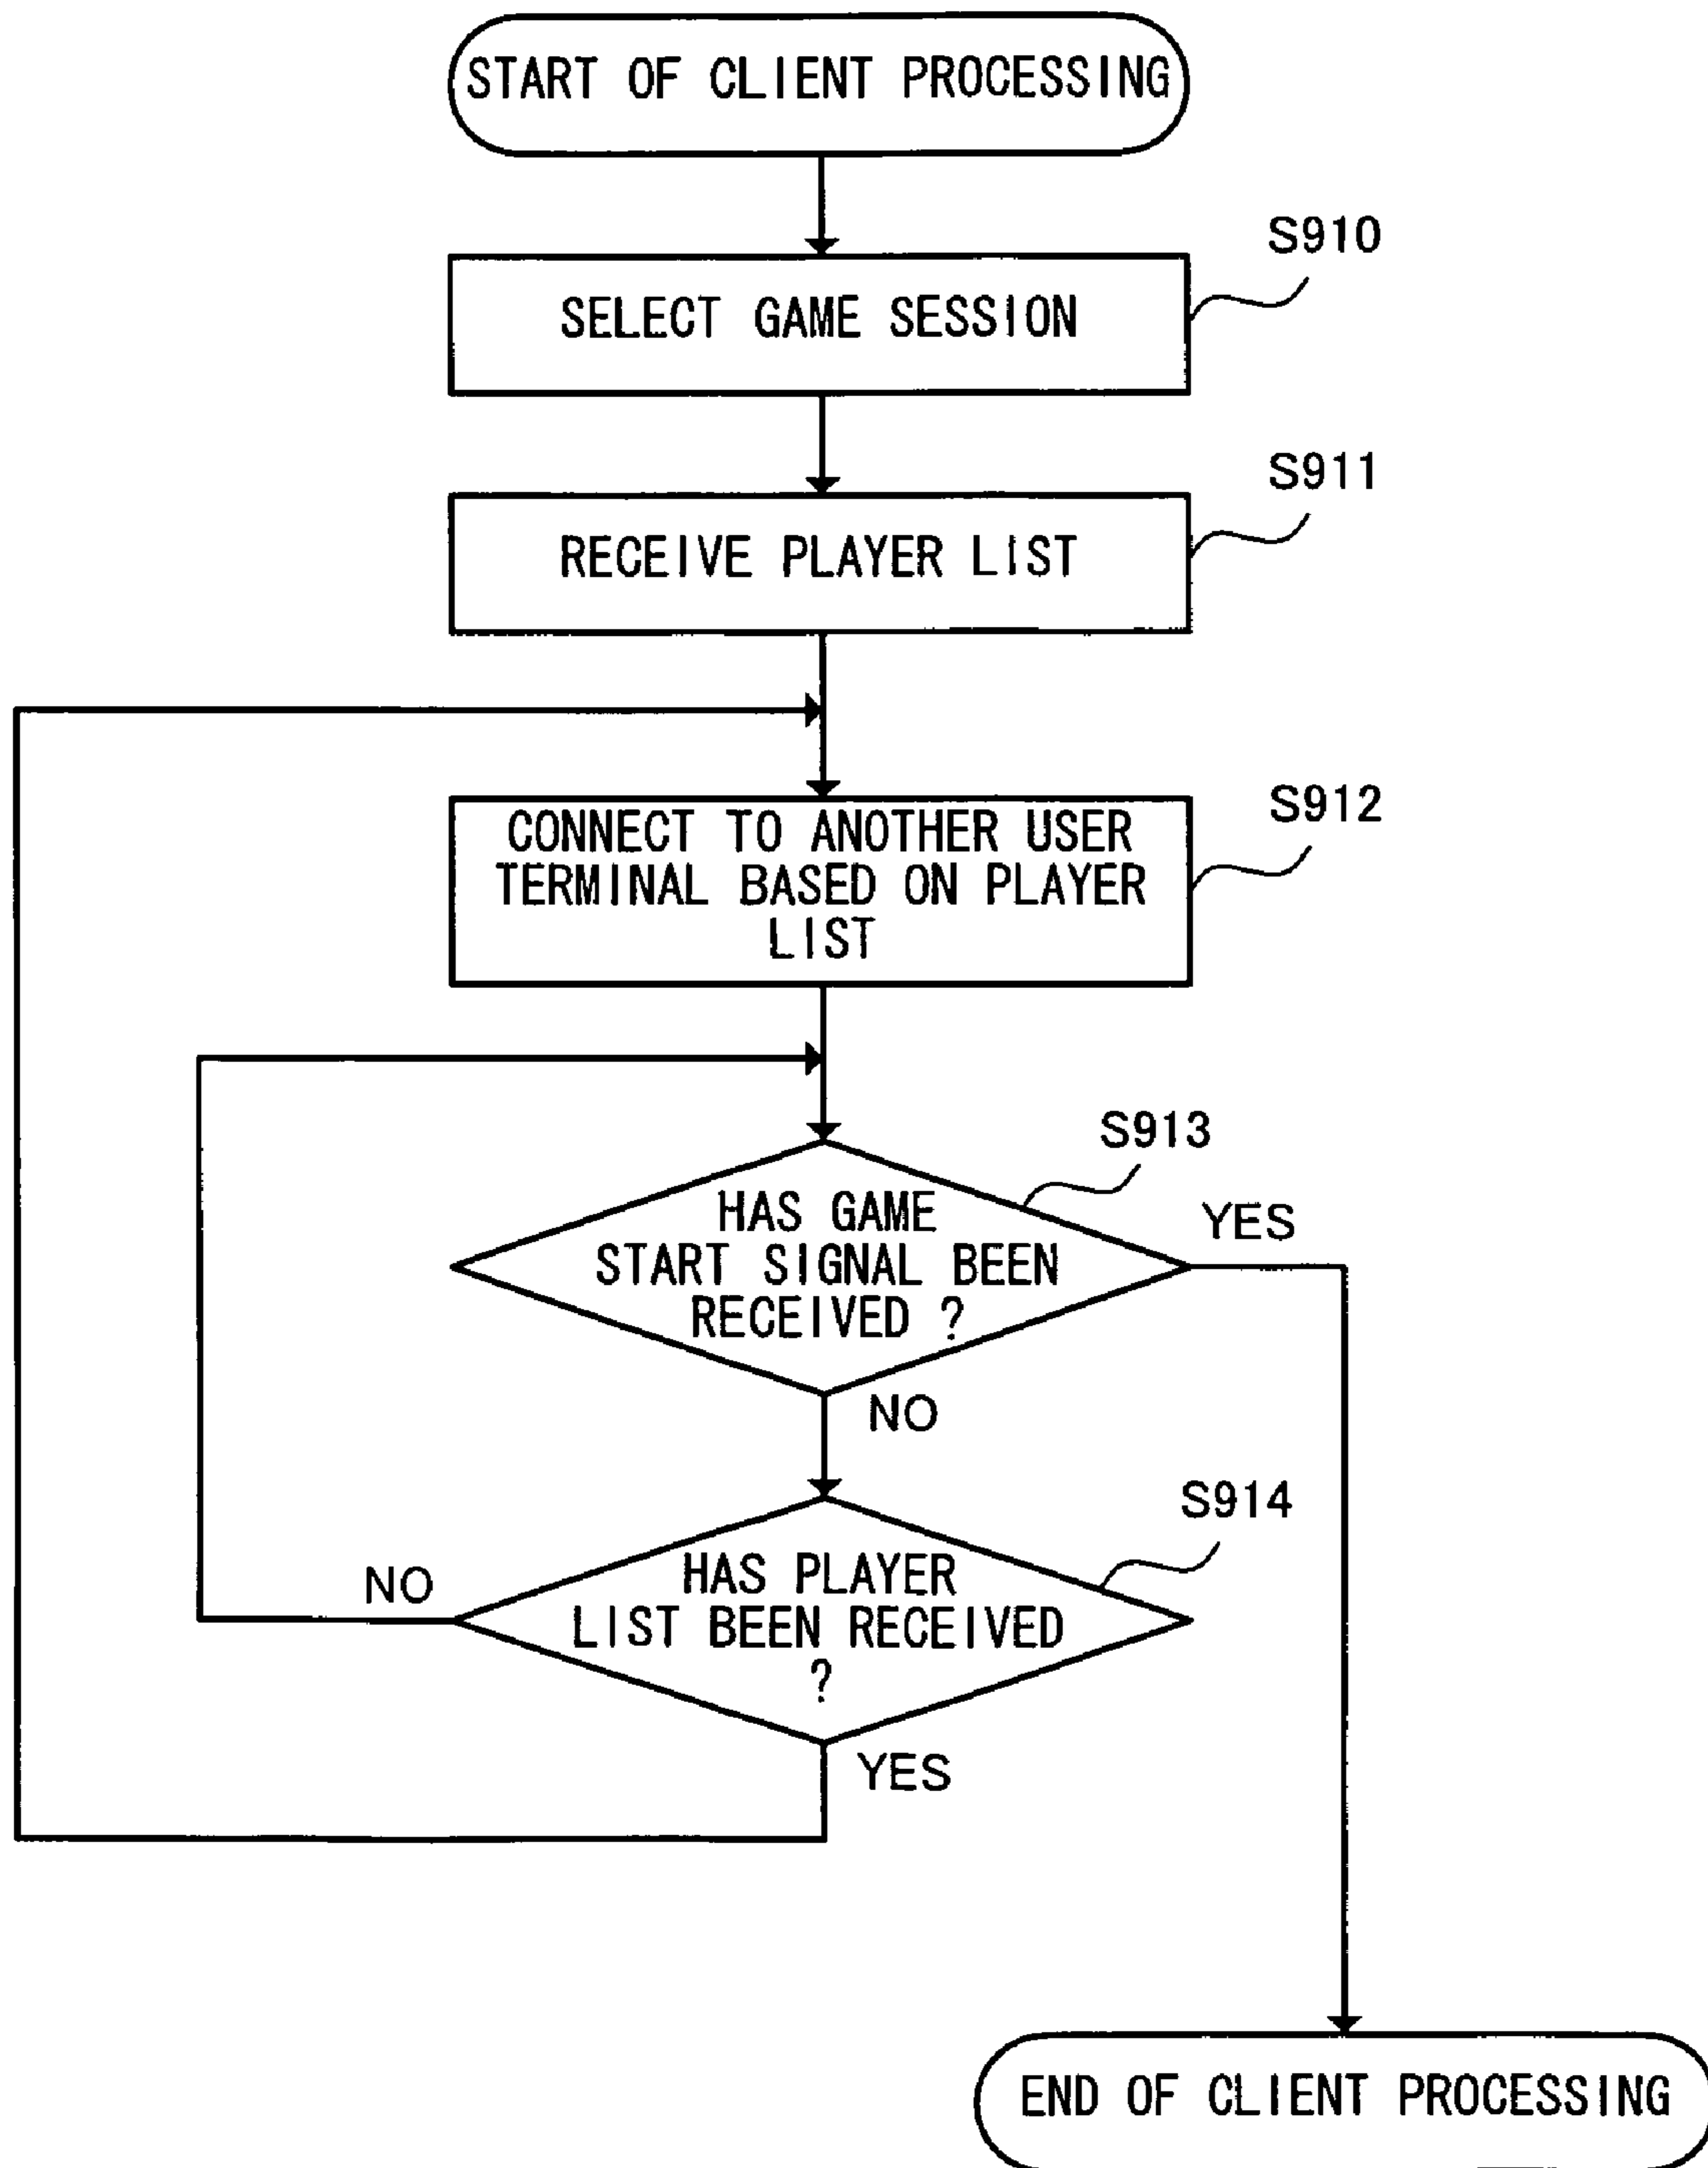 START OF CLIENT PROCESSING
S910
SELECT GAME SESSION
S911
RECEIVE PLAYER LIST
S912
CONNECT TO ANOTHER USER
TERMINAL BASED ON PLAYER
LIST
S913
HAS GAME
START SIGNAL BEEN
RECEIVED ?
YES
NO
S914
HAS PLAYER
LIST BEEN RECEIVED
?
NO
YES
END OF CLIENT PROCESSING